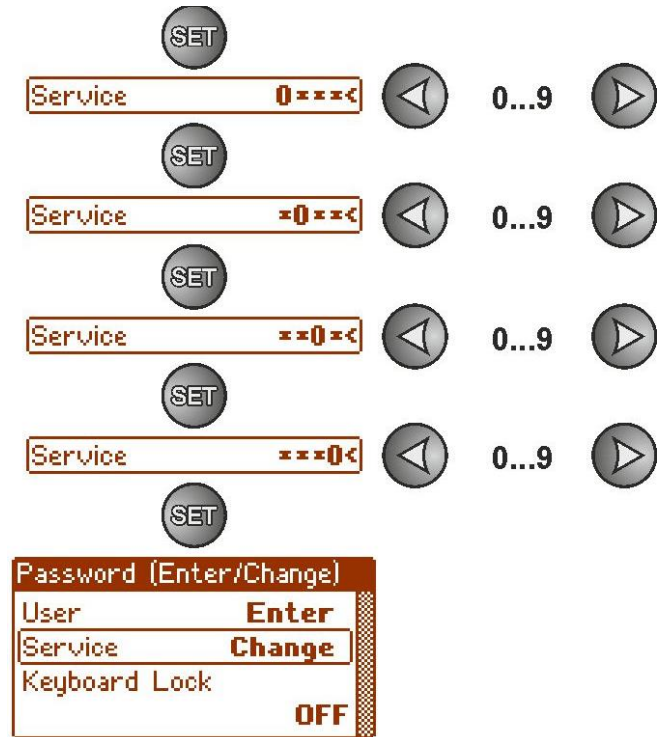 SET
Service 0***< 0...9
SET
Service *0**< 0...9
SET
Service **0*< 0...9
SET
Service ***0< 0...9
SET
Password (Enter/Change)
User Enter
Service Change
Keyboard Lock
OFF